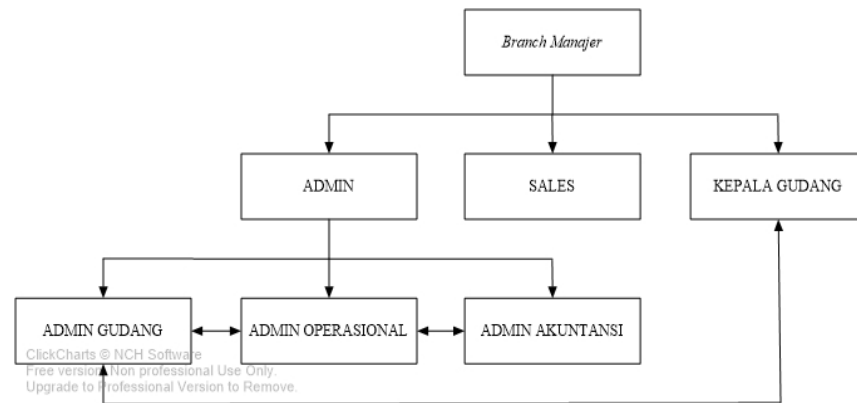 Branch Manajer
ADMIN
SALES
KEPALA GUDANG
ADMIN GUDANG
ADMIN OPERASIONAL
ADMIN AKUNTANSI
ClickCharts © NCH Software
Free version. Non professional Use Only.
Upgrade to Professional Version to Remove.